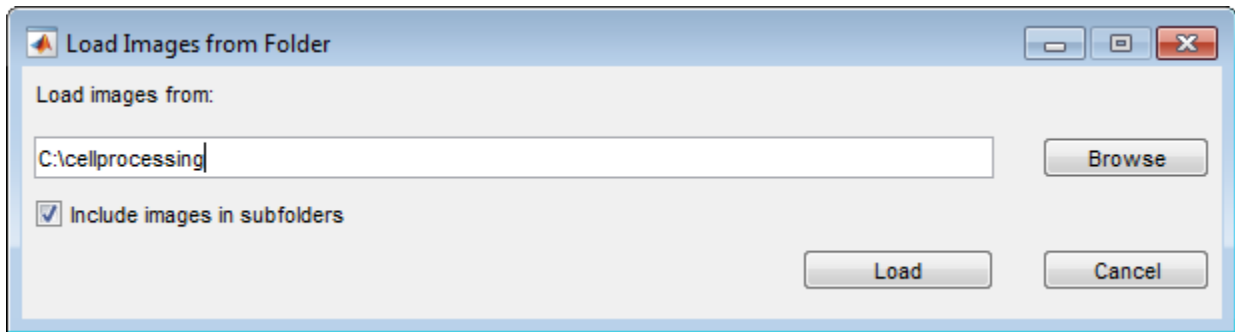 Load Images from Folder
Load images from:
C:\cellprocessing
Browse
Include images in subfolders
Load
Cancel